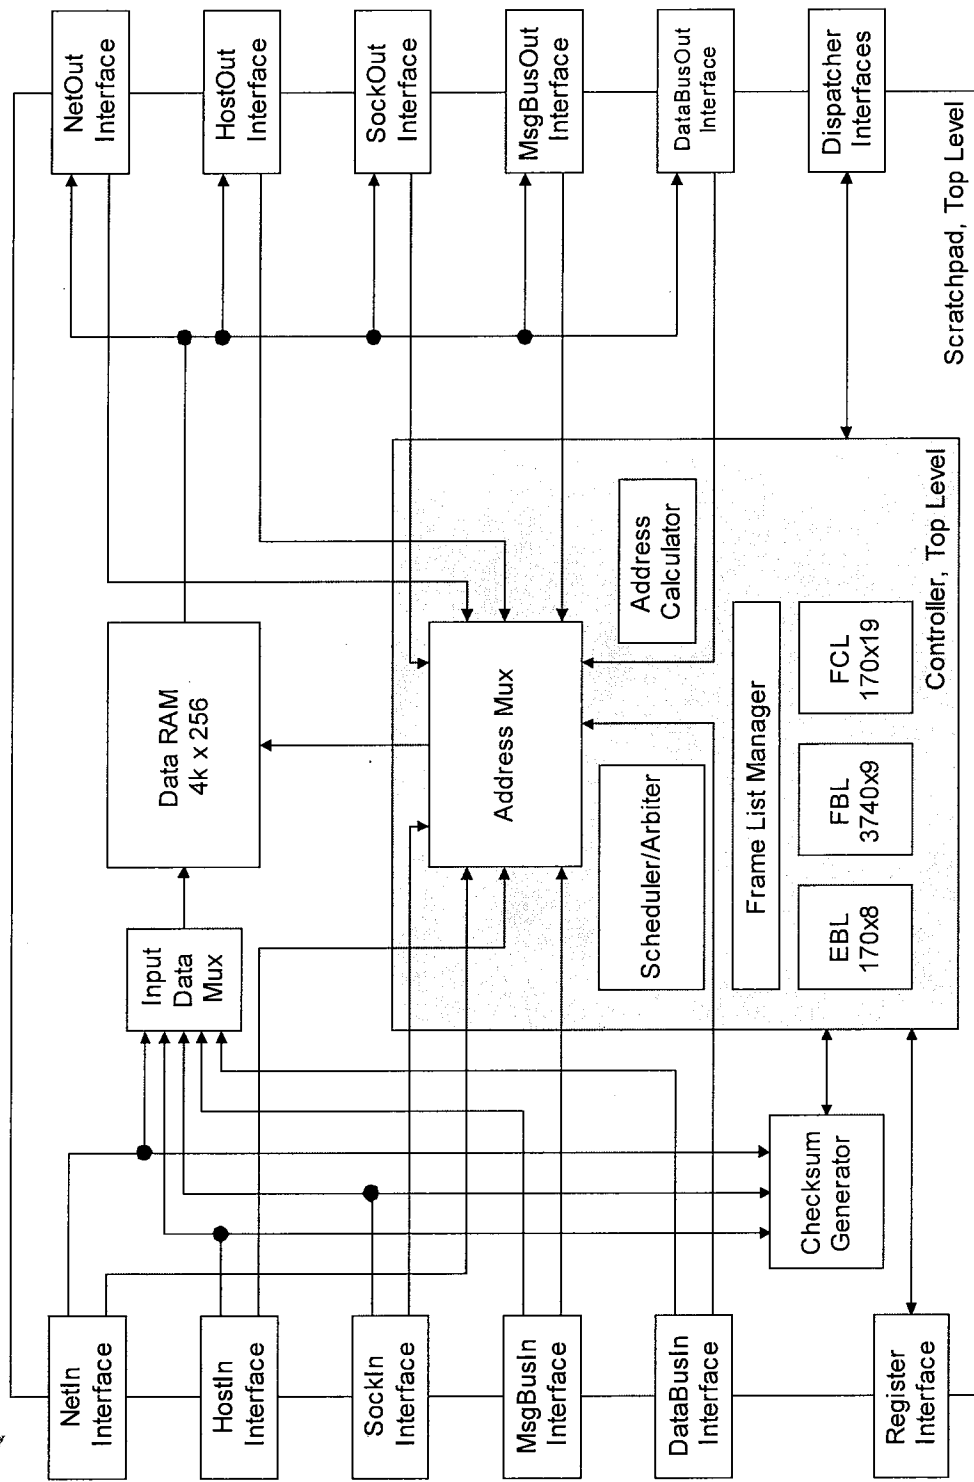 NetOut
Interface
HostOut
Interface
SockOut
Interface
MsgBusOut
Interface
DataBusOut
Interface
Dispatcher
Interfaces
Scratchpad, Top Level
Data RAM
4k x 256
Input
Data
Mux
Address Mux
Address
Calculator
Scheduler/Arbiter
Frame List Manager
EBL
170x8
FBL
3740x9
FCL
170x19
Controller, Top Level
Checksum
Generator
NetIn
Interface
HostIn
Interface
SockIn
Interface
MsgBusIn
Interface
DataBusIn
Interface
Register
Interface